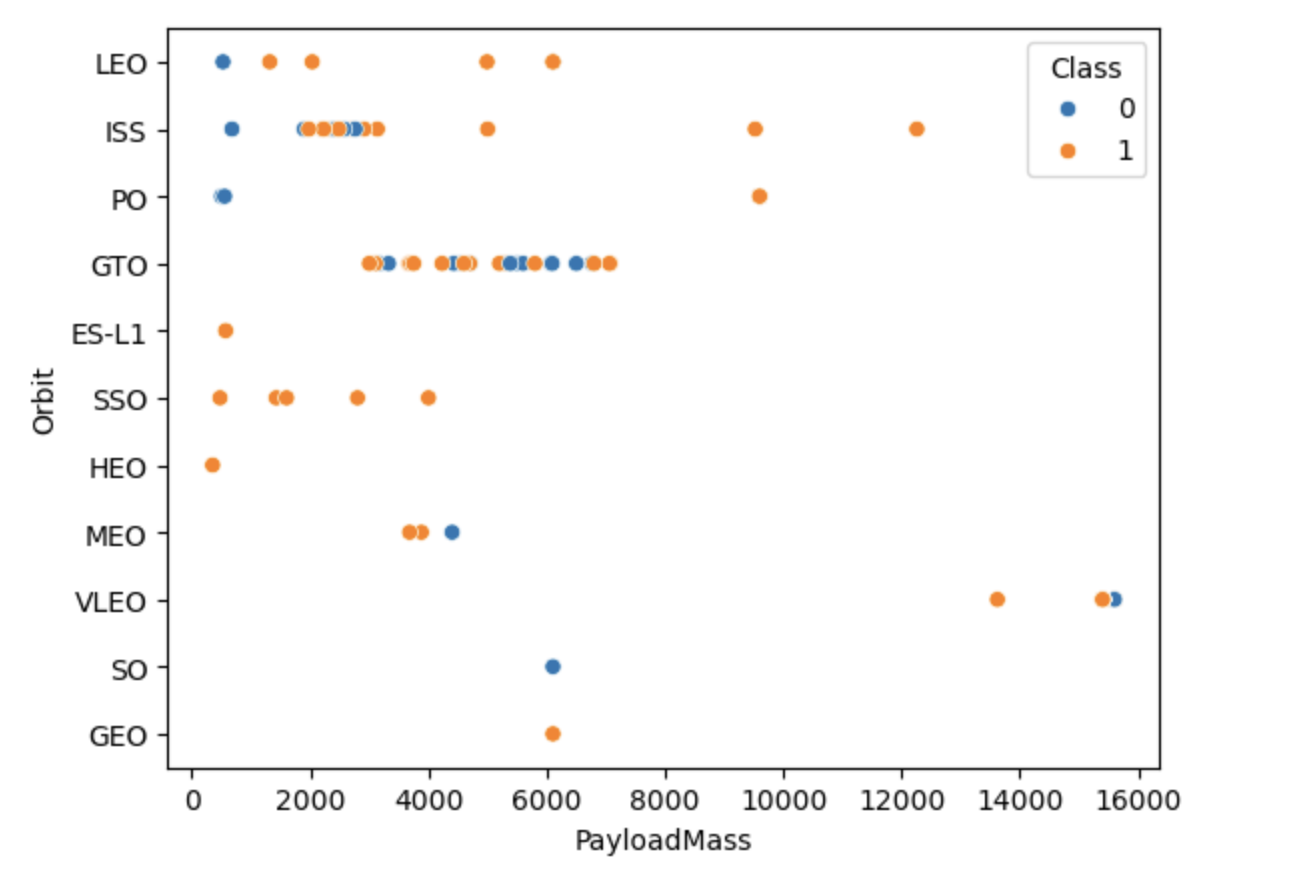 Class
0
1
LEO
ISS
PO
GTO
ES-L1
SSO
HEO
MEO
VLEO
SO
GEO
Orbit
0 2000 4000 6000 8000 10000 12000 14000 16000
PayloadMass